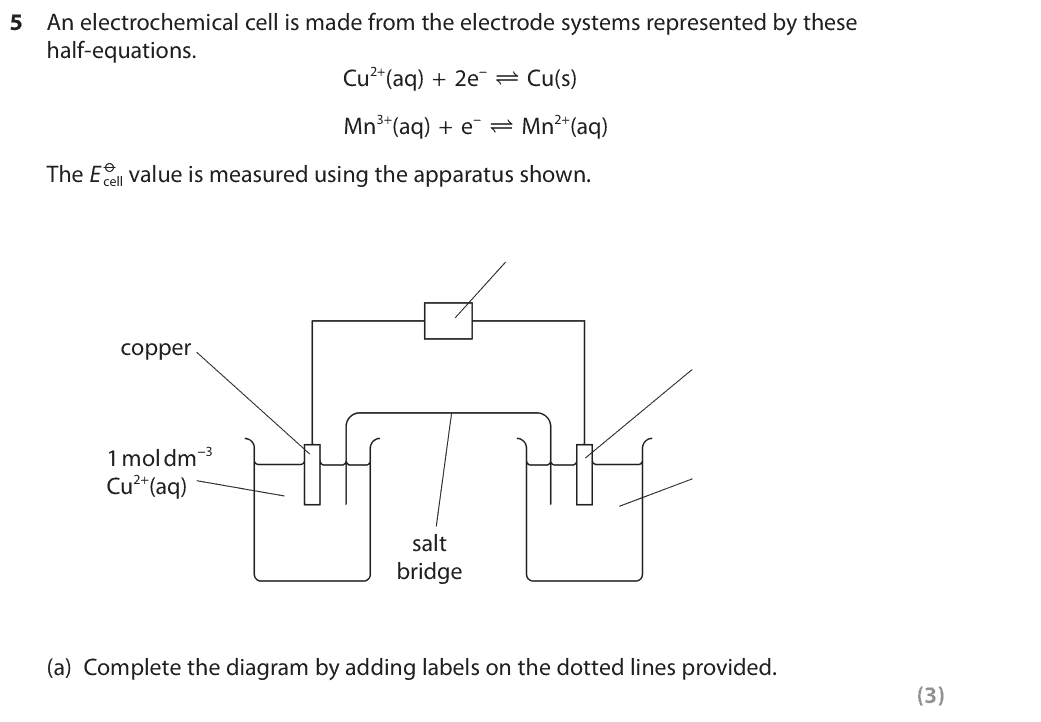 5 An electrochemical cell is made from the electrode systems represented by these
half-equations.
Cu²⁺(aq) + 2e⁻ ⇌ Cu(s)
Mn³⁺(aq) + e⁻ ⇌ Mn²⁺(aq)
The E⦵cell value is measured using the apparatus shown.
copper
1 mol dm⁻³
Cu²⁺(aq)
salt
bridge
(a) Complete the diagram by adding labels on the dotted lines provided.
(3)